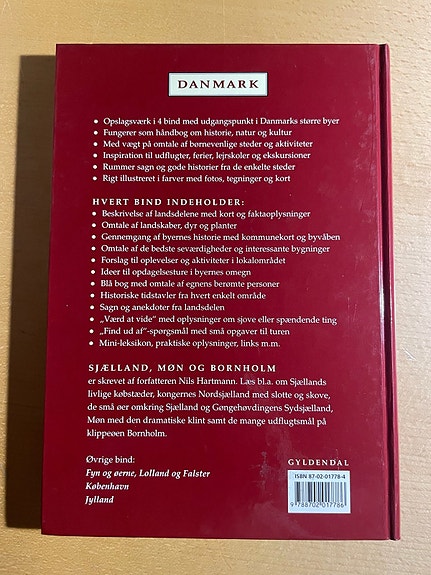 DANMARK
• Opslagsværk i 4 bind med udgangspunkt i Danmarks større byer
• Fungerer som håndbog om historie, natur og kultur
• Med vægt på omtale af børnevenlige steder og aktiviteter
• Inspiration til udflugter, ferier, lejrskoler og ekskursioner
• Rummer sagn og gode historier fra de enkelte steder
• Rigt illustreret i farver med fotos, tegninger og kort
HVERT BIND INDEHOLDER:
• Beskrivelse af landsdelene med kort og faktaoplysninger
• Omtale af landskaber, dyr og planter
• Gennemgang af byernes historie med kommunekort og byvåben
• Omtale af de bedste seværdigheder og interessante bygninger
• Forslag til oplevelser og aktiviteter i lokalområdet
• Ideer til opdagelsesture i byernes omegn
• Blå bog med omtale af egnens berømte personer
• Historiske tidstavler fra hvert enkelt område
• Sagn og anekdoter fra landsdelen
• „Værd at vide” med oplysninger om sjove eller spændende ting
• „Find ud af”-spørgsmål med små opgaver til turen
• Mini-leksikon, praktiske oplysninger, links m.m.
SJÆLLAND, MØN OG BORNHOLM
er skrevet af forfatteren Nils Hartmann. Læs bl.a. om Sjællands
livlige købstæder, kongernes Nordsjælland med slotte og skove,
de små øer omkring Sjælland og Gøngehøvdingens Sydsjælland,
Møn med den dramatiske klint samt de mange udflugtsmål på
klippeøen Bornholm.
Øvrige bind:
Fyn og øerne, Lolland og Falster
København
Jylland
GYLDENDAL
ISBN 87-02-01778-4
9 788702 017786